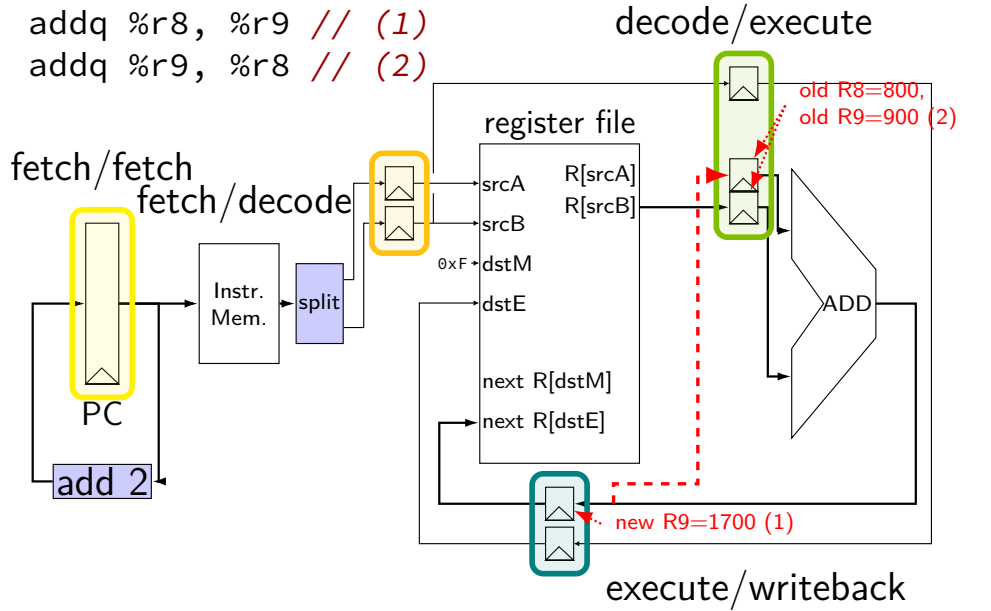 addq %r8, %r9 // (1)
addq %r9, %r8 // (2)
decode/execute
old R8=800,
old R9=900 (2)
register file
fetch/fetch
fetch/decode
srcA
R[srcA]
srcB
R[srcB]
0xF
dstM
dstE
Instr.
Mem.
split
ADD
next R[dstM]
next R[dstE]
PC
add 2
new R9=1700 (1)
execute/writeback